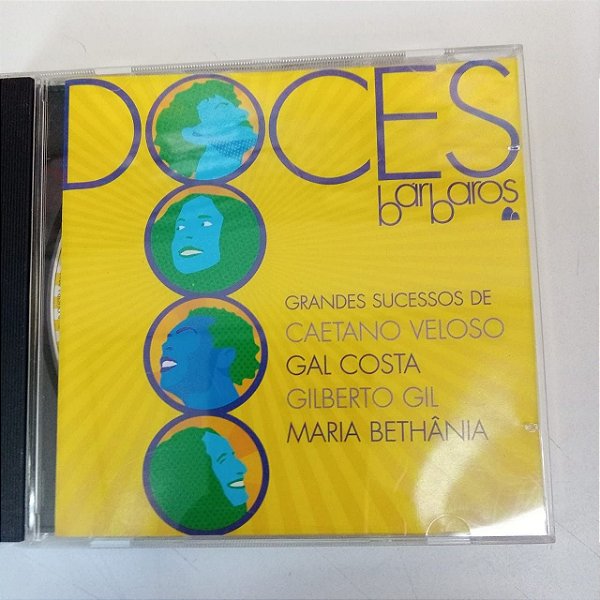 DOCES
bárbaros
GRANDES SUCESSOS DE
CAETANO VELOSO
GAL COSTA
GILBERTO GIL
MARIA BETHÂNIA